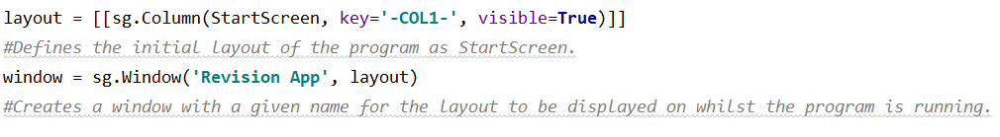 layout = [[sg.Column(StartScreen, key='-COL1-', visible=True)]]
#Defines the initial layout of the program as StartScreen.
window = sg.Window('Revision App', layout)
#Creates a window with a given name for the layout to be displayed on whilst the program is running.